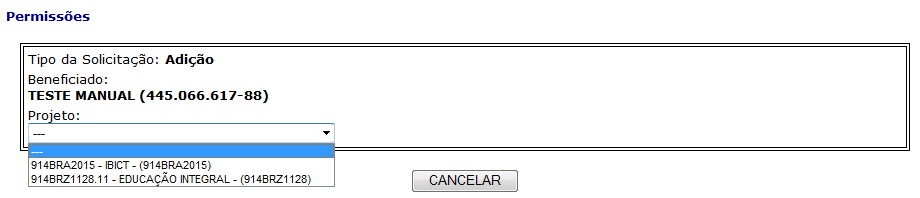 Permissões
Tipo da Solicitação: Adição
Beneficiado:
TESTE MANUAL (445.066.617-88)
Projeto:
---
---
914BRA2015 - IBICT - (914BRA2015)
914BRZ1128.11 - EDUCAÇÃO INTEGRAL - (914BRZ1128)
CANCELAR